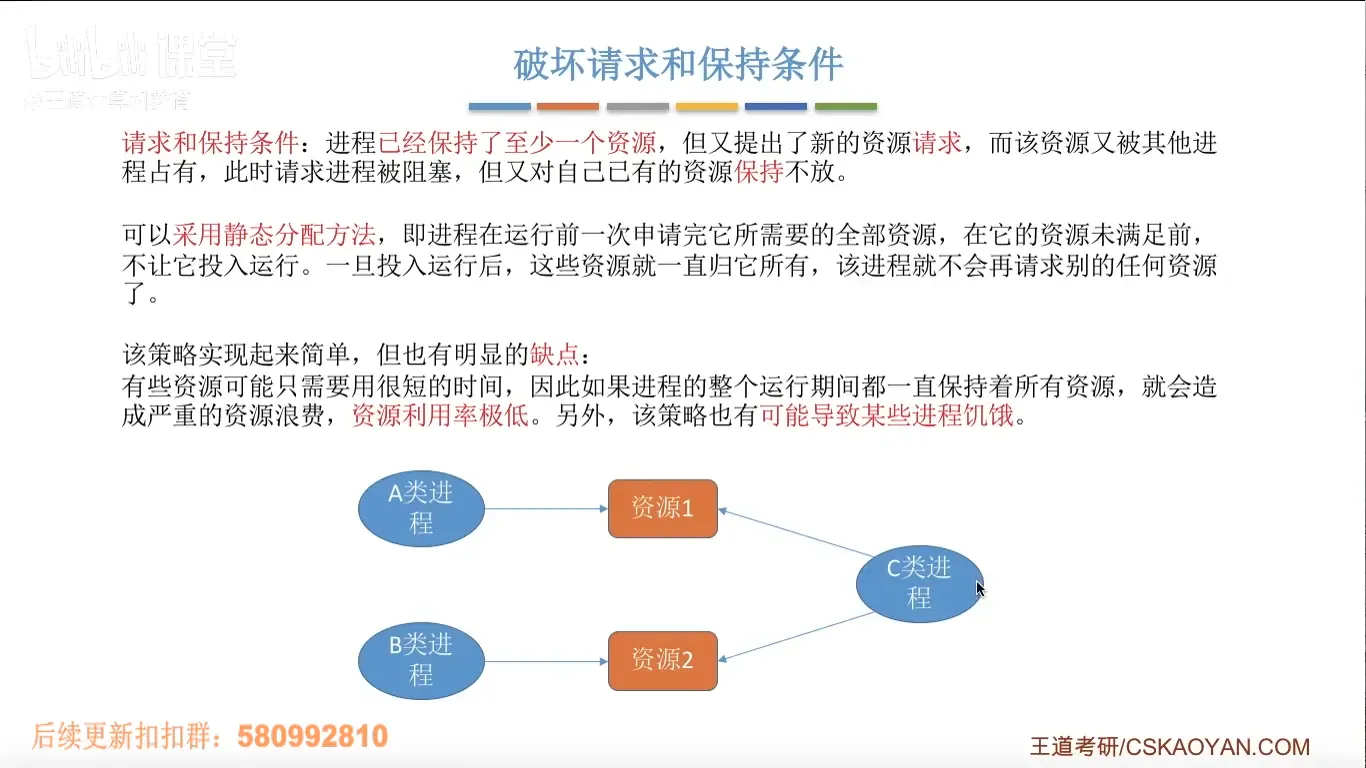 bilibili 课堂
@王道计算机教育
破坏请求和保持条件
请求和保持条件：进程已经保持了至少一个资源，但又提出了新的资源请求，而该资源又被其他进
程占有，此时请求进程被阻塞，但又对自己已有的资源保持不放。
可以采用静态分配方法，即进程在运行前一次申请完它所需要的全部资源，在它的资源未满足前，
不让它投入运行。一旦投入运行后，这些资源就一直归它所有，该进程就不会再请求别的任何资源
了。
该策略实现起来简单，但也有明显的缺点：
有些资源可能只需要用很短的时间，因此如果进程的整个运行期间都一直保持着所有资源，就会造
成严重的资源浪费，资源利用率极低。另外，该策略也有可能导致某些进程饥饿。
A类进
程
资源1
C类进
程
B类进
程
资源2
后续更新扣扣群：580992810
王道考研/CSKAOYAN.COM